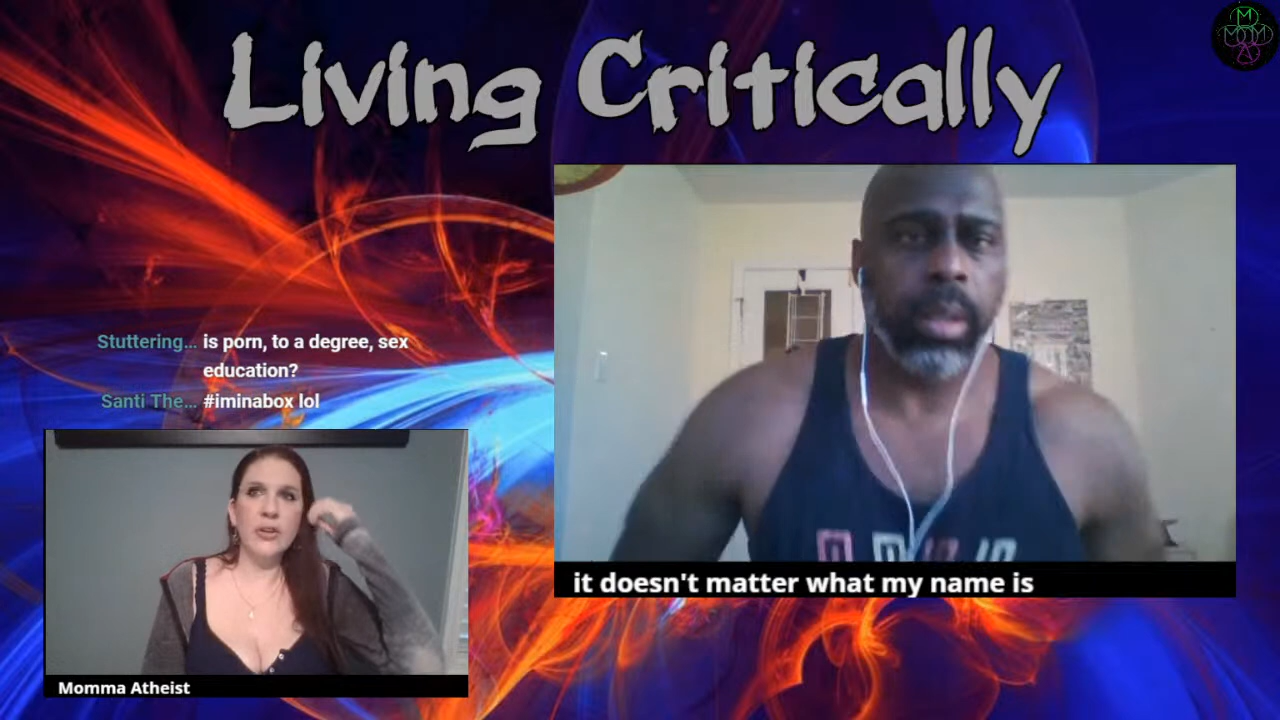 Living Critically
M
MOM
A
Stuttering... is porn, to a degree, sex
education?
Santi The... #iminabox lol
it doesn't matter what my name is
Momma Atheist